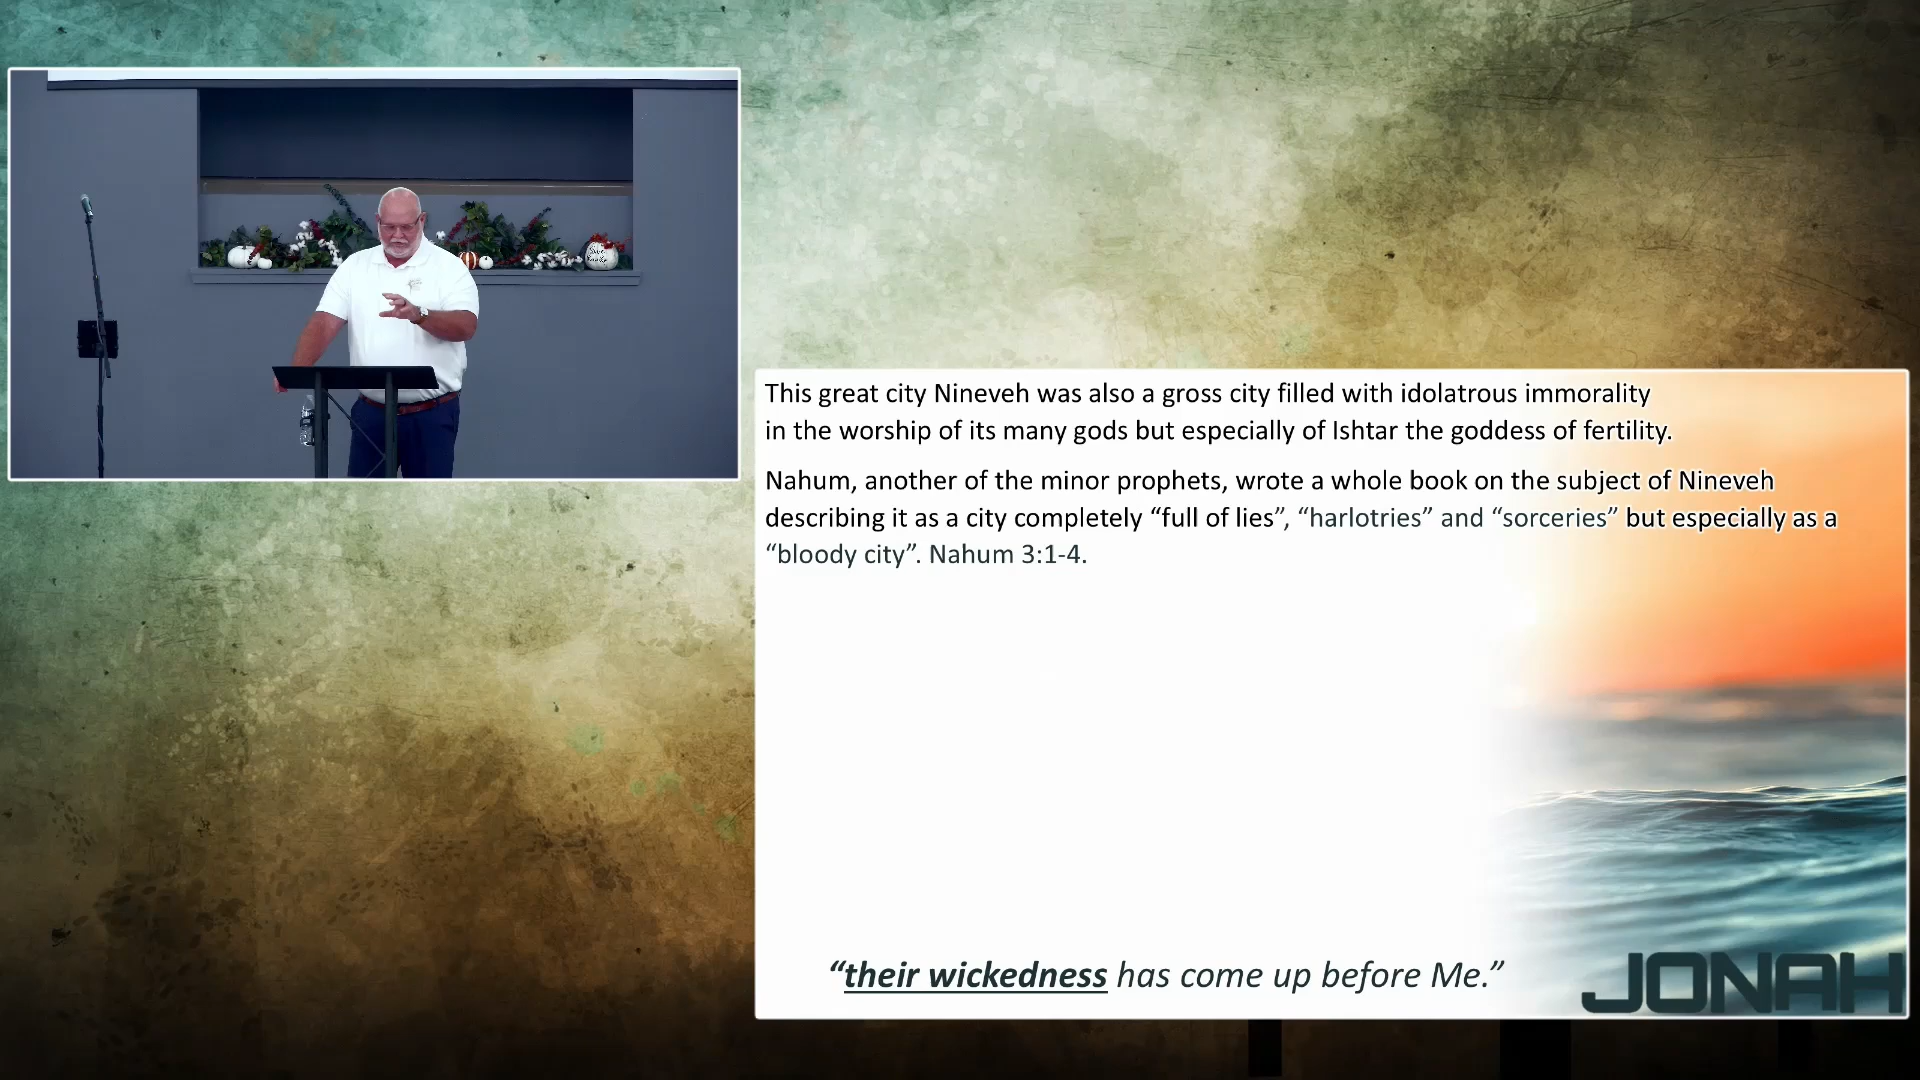 This great city Nineveh was also a gross city filled with idolatrous immorality
in the worship of its many gods but especially of Ishtar the goddess of fertility.
Nahum, another of the minor prophets, wrote a whole book on the subject of Nineveh
describing it as a city completely “full of lies”, “harlotries” and “sorceries” but especially as a
“bloody city”. Nahum 3:1-4.
“their wickedness has come up before Me.”
JONAH